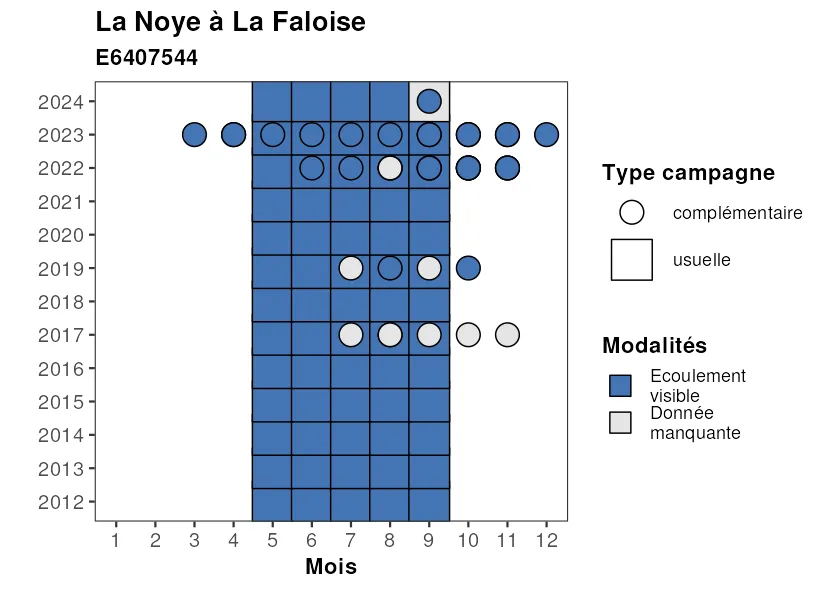 La Noye à La Faloise
E6407544
2024
2023
2022
2021
2020
2019
2018
2017
2016
2015
2014
2013
2012
1 2 3 4 5 6 7 8 9 10 11 12
Mois
Type campagne
complémentaire
usuelle
Modalités
Ecoulement
visible
Donnée
manquante